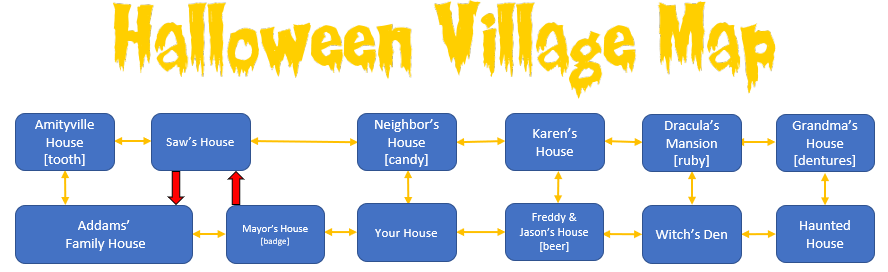 Halloween Village Map
Amityville
House
[tooth]
Saw's House
Neighbor's
House
[candy]
Karen's
House
Dracula's
Mansion
[ruby]
Grandma's
House
[dentures]
Addams'
Family House
Mayor's House
[badge]
Your House
Freddy &
Jason's House
[beer]
Witch's Den
Haunted
House